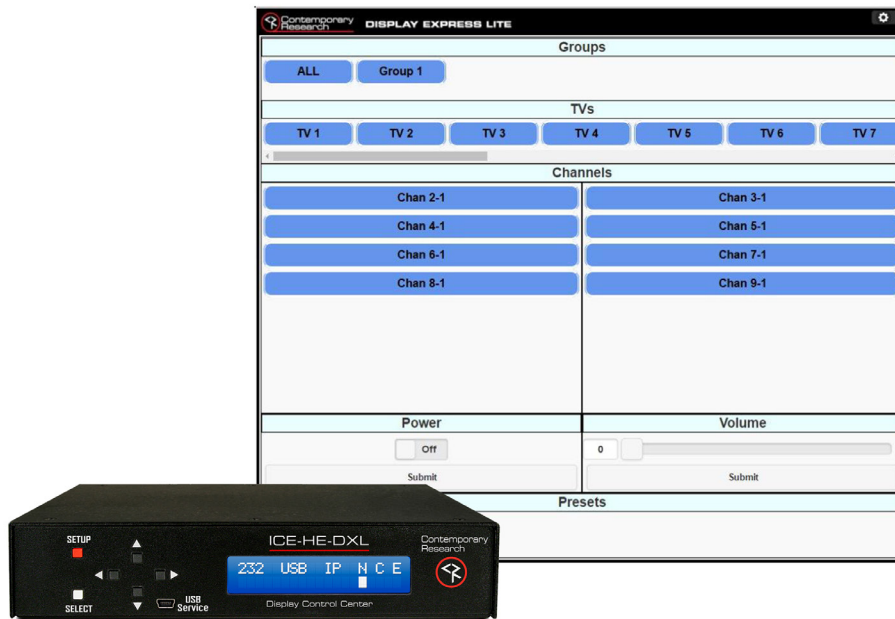 Contemporary
Research
DISPLAY EXPRESS LITE
Groups
ALL
Group 1
TVs
TV 1
TV 2
TV 3
TV 4
TV 5
TV 6
TV 7
Channels
Chan 2-1
Chan 3-1
Chan 4-1
Chan 5-1
Chan 6-1
Chan 7-1
Chan 8-1
Chan 9-1
Power
Volume
Off
0
Submit
Submit
Presets
SETUP
SELECT
USB
Service
ICE-HE-DXL
232 USB IP N C E
Display Control Center
Contemporary
Research